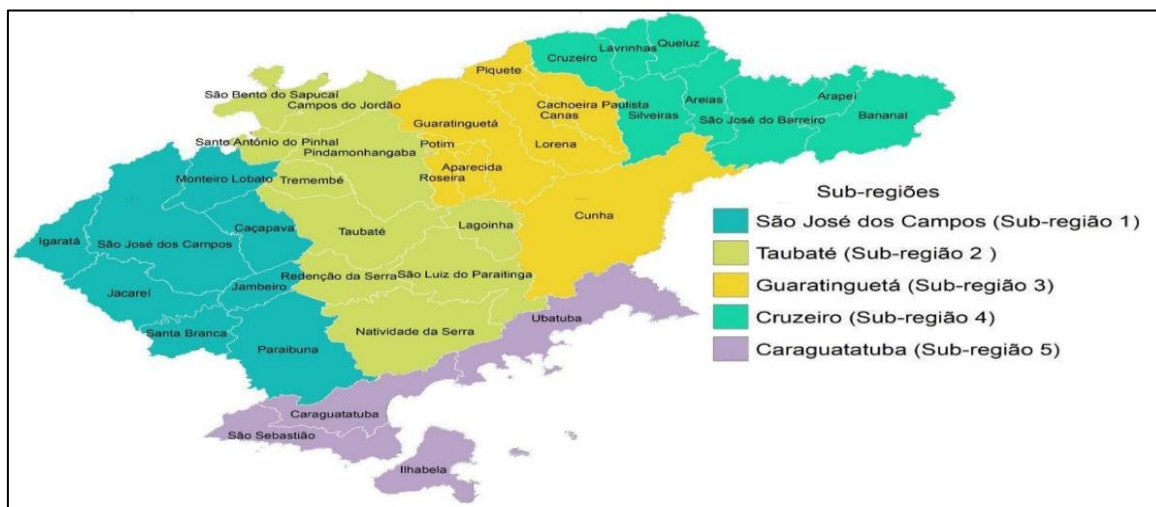 Queluz
Lavrinhas
Cruzeiro
Piquete
São Bento do Sapucaí
Campos do Jordão
Cachoeira Paulista
Canas
Silveiras
Areias
Arapeí
Bananal
São José do Barreiro
Guaratinguetá
Santo Antônio do Pinhal
Pindamonhangaba
Potim
Lorena
Monteiro Lobato
Tremembé
Aparecida
Roseira
Cunha
Igaratá
São José dos Campos
Caçapava
Taubaté
Lagoinha
Jacareí
Jambeiro
Redenção da Serra
São Luiz do Paraitinga
Santa Branca
Paraibuna
Natividade da Serra
Ubatuba
Caraguatatuba
São Sebastião
Ilhabela
Sub-regiões
São José dos Campos (Sub-região 1)
Taubaté (Sub-região 2 )
Guaratinguetá (Sub-região 3)
Cruzeiro (Sub-região 4)
Caraguatatuba (Sub-região 5)